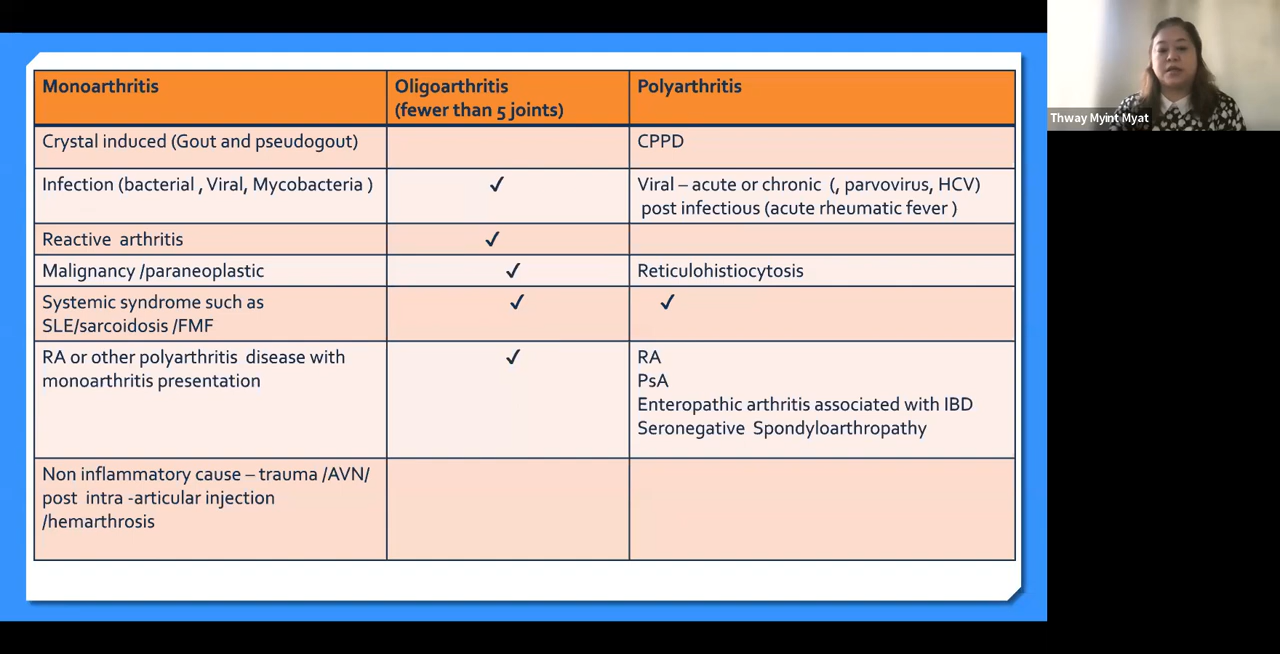 Monoarthritis
Oligoarthritis
(fewer than 5 joints)
Polyarthritis
Crystal induced (Gout and pseudogout)
CPPD
Infection (bacterial , Viral, Mycobacteria )
✓
Viral – acute or chronic (, parvovirus, HCV)
post infectious (acute rheumatic fever )
Reactive arthritis
✓
Malignancy /paraneoplastic
✓
Reticulohistiocytosis
Systemic syndrome such as
SLE/sarcoidosis /FMF
✓
✓
RA or other polyarthritis disease with
monoarthritis presentation
✓
RA
PsA
Enteropathic arthritis associated with IBD
Seronegative Spondyloarthropathy
Non inflammatory cause – trauma /AVN/
post intra -articular injection
/hemarthrosis
Thway Myint Myat